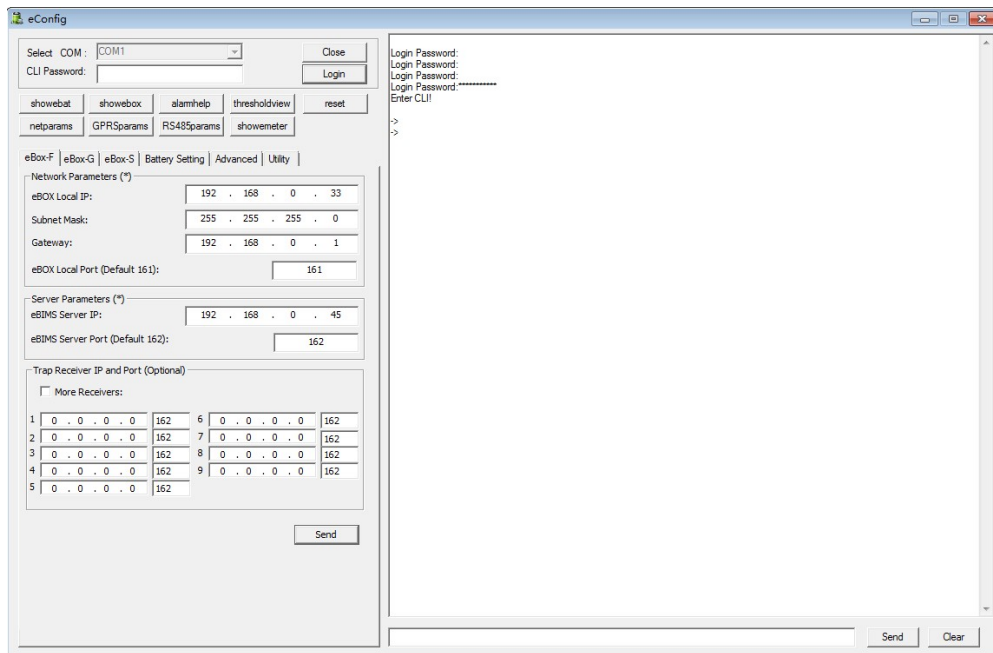 eConfig
Select COM : COM1
Close
CLI Password:
Login
showebat showebox alarmhelp thresholdview reset
netparams GPRSparams RS485params showemeter
eBox-F eBox-G eBox-S Battery Setting Advanced Utility
Network Parameters (*)
eBOX Local IP: 192 . 168 . 0 . 33
Subnet Mask: 255 . 255 . 255 . 0
Gateway: 192 . 168 . 0 . 1
eBOX Local Port (Default 161): 161
Server Parameters (*)
eBIMS Server IP: 192 . 168 . 0 . 45
eBIMS Server Port (Default 162): 162
Trap Receiver IP and Port (Optional)
More Receivers:
1 0 . 0 . 0 . 0 162 6 0 . 0 . 0 . 0 162
2 0 . 0 . 0 . 0 162 7 0 . 0 . 0 . 0 162
3 0 . 0 . 0 . 0 162 8 0 . 0 . 0 . 0 162
4 0 . 0 . 0 . 0 162 9 0 . 0 . 0 . 0 162
5 0 . 0 . 0 . 0 162
Send
Login Password:
Login Password:
Login Password:
Login Password:***********
Enter CLI!
->
->
Send Clear